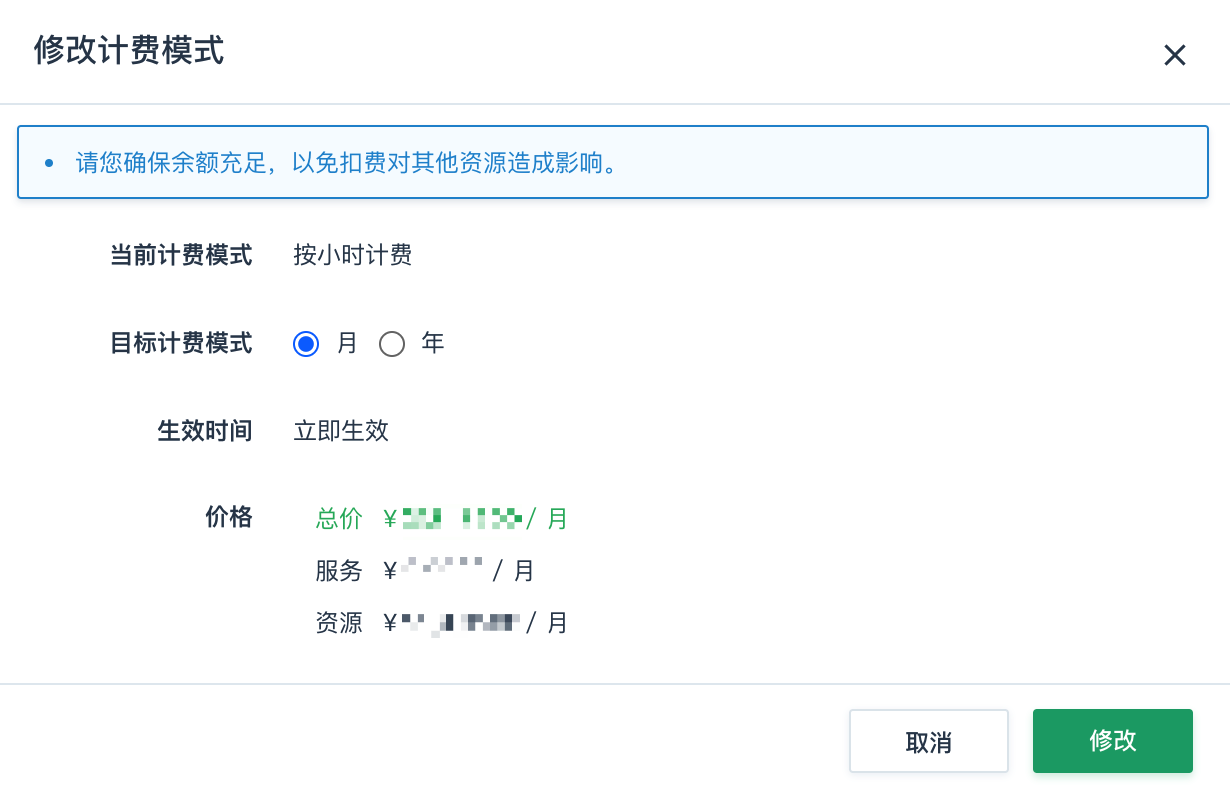 修改计费模式
请您确保余额充足，以免扣费对其他资源造成影响。
当前计费模式 按小时计费
目标计费模式 月 年
生效时间 立即生效
价格 总价 ¥ / 月
服务 ¥ / 月
资源 ¥ / 月
取消 修改